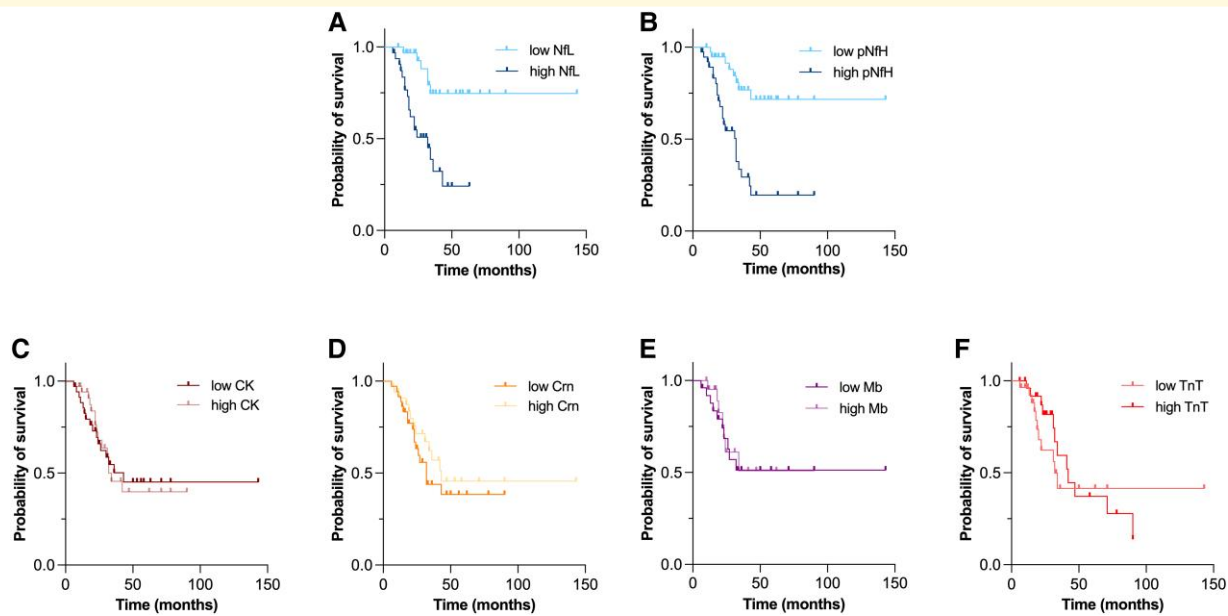 A
Probability of survival
1.0
0.5
0.0
0 50 100 150
Time (months)
low NfL
high NfL
B
Probability of survival
1.0
0.5
0.0
0 50 100 150
Time (months)
low pNfH
high pNfH
C
Probability of survival
1.0
0.5
0.0
0 50 100 150
Time (months)
low CK
high CK
D
Probability of survival
1.0
0.5
0.0
0 50 100 150
Time (months)
low Crn
high Crn
E
Probability of survival
1.0
0.5
0.0
0 50 100 150
Time (months)
low Mb
high Mb
F
Probability of survival
1.0
0.5
0.0
0 50 100 150
Time (months)
low TnT
high TnT